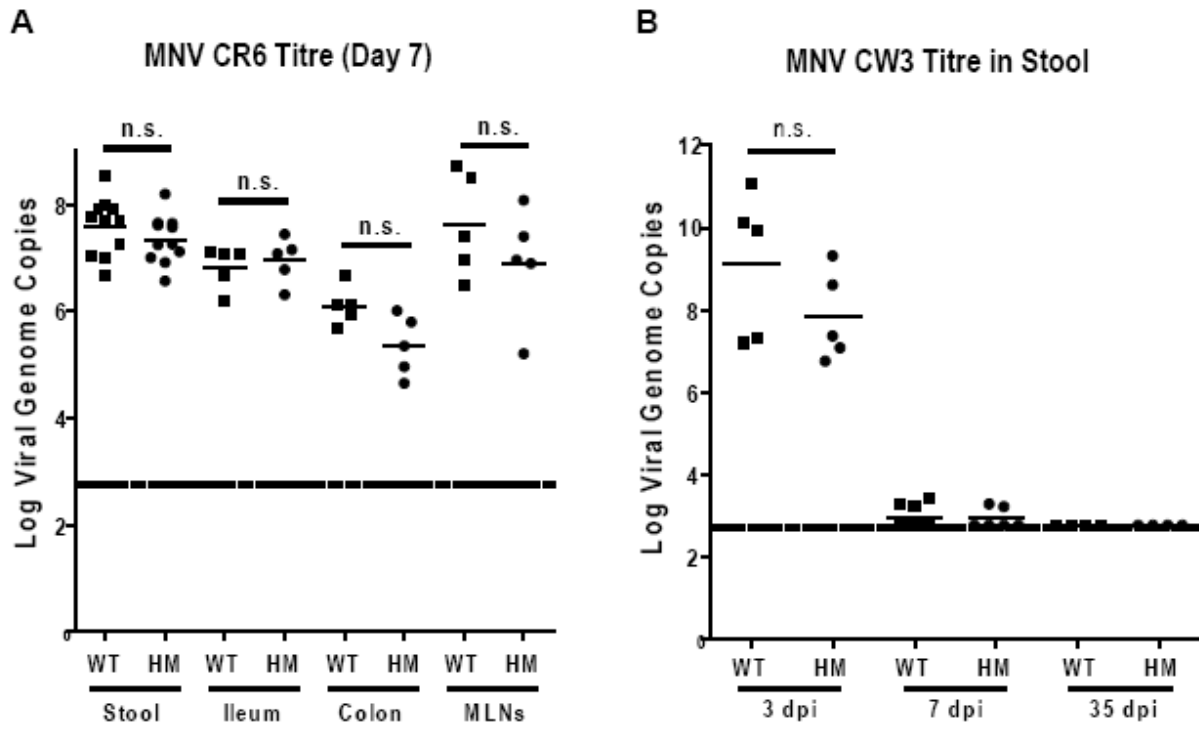 A
MNV CR6 Titre (Day 7)
Log Viral Genome Copies
8
6
4
2
0
n.s.
n.s.
n.s.
n.s.
WT HM WT HM WT HM WT HM
Stool Ileum Colon MLNs
B
MNV CW3 Titre in Stool
Log Viral Genome Copies
12
10
8
6
4
2
0
n.s.
WT HM WT HM WT HM
3 dpi 7 dpi 35 dpi